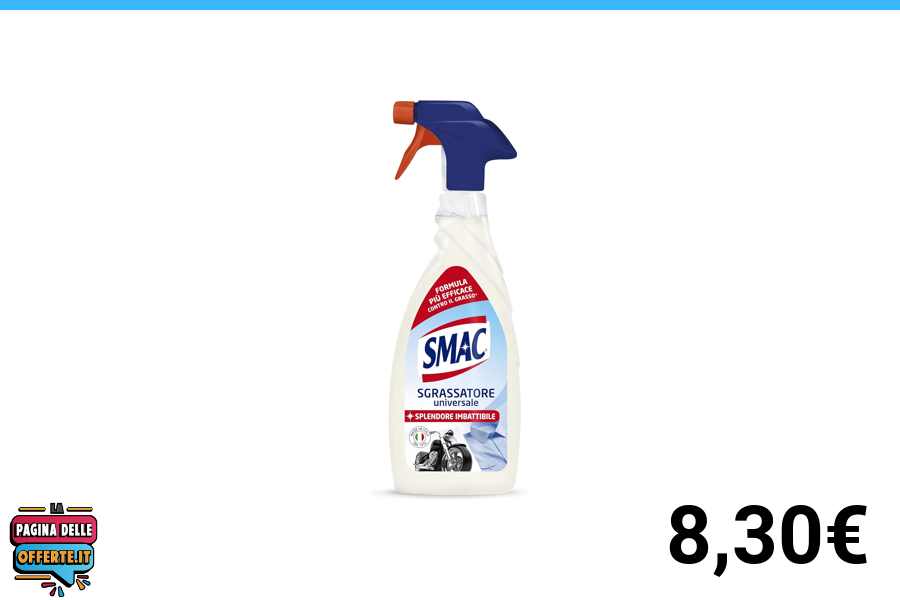 FORMULA
PIÙ EFFICACE
CONTRO IL GRASSO*
SMAC
SGRASSATORE
universale
SPLENDORE IMBATTIBILE
LA
PAGINA DELLE
OFFERTE.IT
8,30€